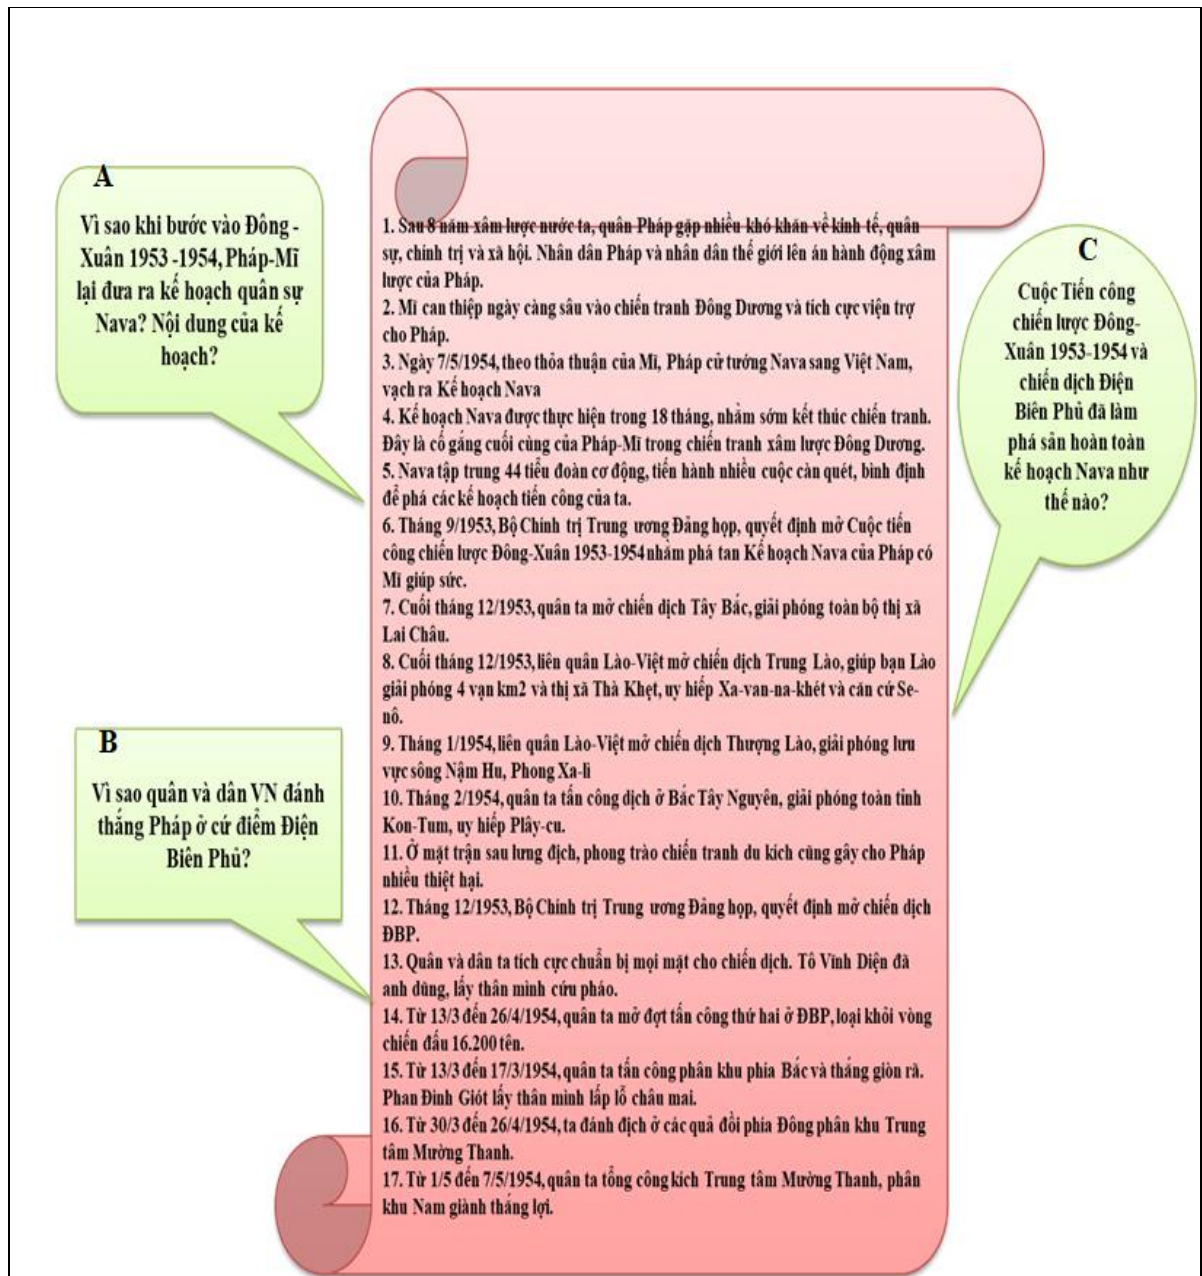 A
Vì sao khi bước vào Đông -
Xuân 1953 -1954, Pháp-Mĩ
lại đưa ra kế hoạch quân sự
Nava? Nội dung của kế
hoạch?
B
Vì sao quân và dân VN đánh
thắng Pháp ở cứ điểm Điện
Biên Phủ?
1. Sau 8 năm xâm lược nước ta, quân Pháp gặp nhiều khó khăn về kinh tế, quân
sự, chính trị và xã hội. Nhân dân Pháp và nhân dân thế giới lên án hành động xâm
lược của Pháp.
2. Mĩ can thiệp ngày càng sâu vào chiến tranh Đông Dương và tích cực viện trợ
cho Pháp.
3. Ngày 7/5/1954, theo thỏa thuận của Mĩ, Pháp cử tướng Nava sang Việt Nam,
vạch ra Kế hoạch Nava
4. Kế hoạch Nava được thực hiện trong 18 tháng, nhằm sớm kết thúc chiến tranh.
Đây là cố gắng cuối cùng của Pháp-Mĩ trong chiến tranh xâm lược Đông Dương.
5. Nava tập trung 44 tiểu đoàn cơ động, tiến hành nhiều cuộc càn quét, bình định
để phá các kế hoạch tiến công của ta.
6. Tháng 9/1953, Bộ Chính trị Trung ương Đảng họp, quyết định mở Cuộc tiến
công chiến lược Đông-Xuân 1953-1954 nhằm phá tan Kế hoạch Nava của Pháp có
Mĩ giúp sức.
7. Cuối tháng 12/1953, quân ta mở chiến dịch Tây Bắc, giải phóng toàn bộ thị xã
Lai Châu.
8. Cuối tháng 12/1953, liên quân Lào-Việt mở chiến dịch Trung Lào, giúp bạn Lào
giải phóng 4 vạn km2 và thị xã Thà Khẹt, uy hiếp Xa-van-na-khét và căn cứ Se-
nô.
9. Tháng 1/1954, liên quân Lào-Việt mở chiến dịch Thượng Lào, giải phóng lưu
vực sông Nậm Hu, Phong Xa-lì
10. Tháng 2/1954, quân ta tấn công địch ở Bắc Tây Nguyên, giải phóng toàn tỉnh
Kon-Tum, uy hiếp Plây-cu.
11. Ở mặt trận sau lưng địch, phong trào chiến tranh du kích cũng gây cho Pháp
nhiều thiệt hại.
12. Tháng 12/1953, Bộ Chính trị Trung ương Đảng họp, quyết định mở chiến dịch
ĐBP.
13. Quân và dân ta tích cực chuẩn bị mọi mặt cho chiến dịch. Tô Vĩnh Diện đã
anh dũng, lấy thân mình cứu pháo.
14. Từ 13/3 đến 26/4/1954, quân ta mở đợt tấn công thứ hai ở ĐBP, loại khỏi vòng
chiến đấu 16.200 tên.
15. Từ 13/3 đến 17/3/1954, quân ta tấn công phân khu phía Bắc và thắng giòn rã.
Phan Đình Giót lấy thân mình lấp lỗ châu mai.
16. Từ 30/3 đến 26/4/1954, ta đánh địch ở các quả đồi phía Đông phân khu Trung
tâm Mường Thanh.
17. Từ 1/5 đến 7/5/1954, quân ta tổng công kích Trung tâm Mường Thanh, phân
khu Nam giành thắng lợi.
C
Cuộc Tiến công
chiến lược Đông-
Xuân 1953-1954 và
chiến dịch Điện
Biên Phủ đã làm
phá sản hoàn toàn
kế hoạch Nava như
thế nào?